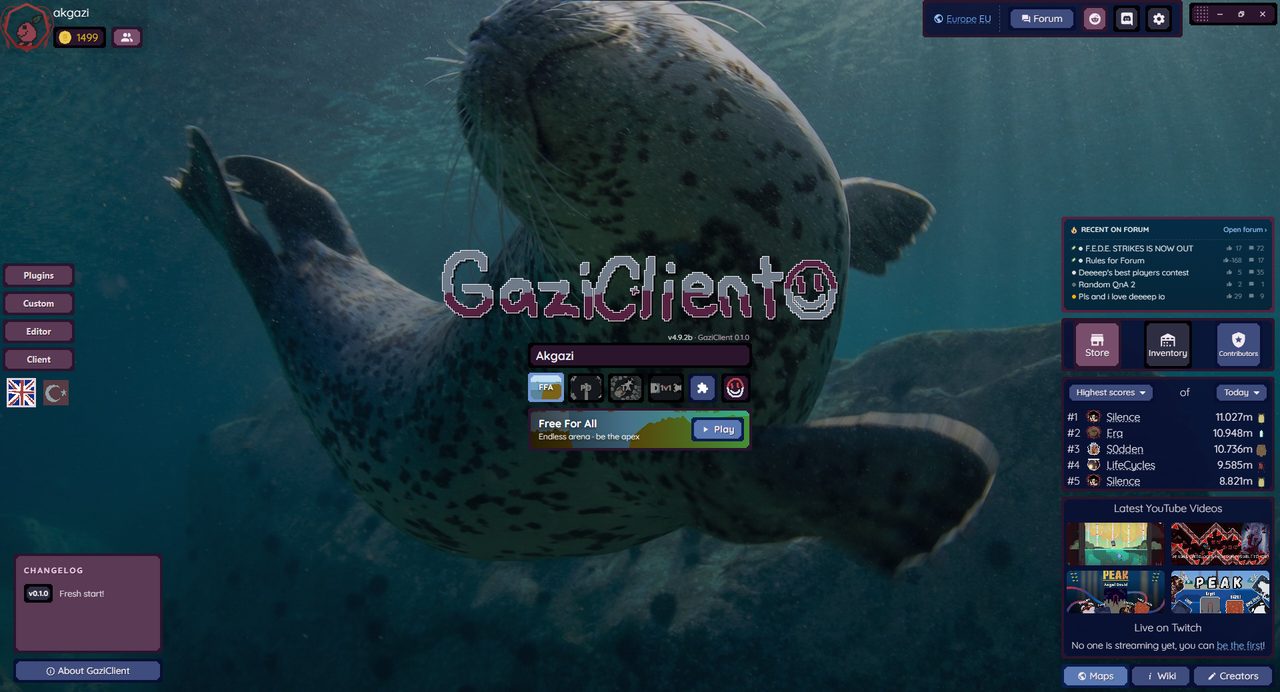 akgazi
1499
Europe EU
Forum
Plugins
Custom
Editor
Client
GaziClient
v4.9.2b · GaziClient 0.1.0
Akgazi
FFA
1v1
Free For All
Endless arena · be the apex
Play
RECENT ON FORUM
Open forum ›
F.E.D.E. STRIKES IS NOW OUT 17 72
Rules for Forum -168 17
Deeeep's best players contest 5 35
Random QnA 2 2 1
Pls and i love deeeep io 29 9
Store
Inventory
Contributors
Highest scores of Today
#1 Silence 11.027m
#2 Era 10.948m
#3 S0dden 10.736m
#4 LifeCycles 9.585m
#5 Silence 8.821m
Latest YouTube Videos
PEAK
PEAK
Live on Twitch
No one is streaming yet, you can be the first!
Maps
Wiki
Creators
CHANGELOG
v0.1.0 Fresh start!
About GaziClient